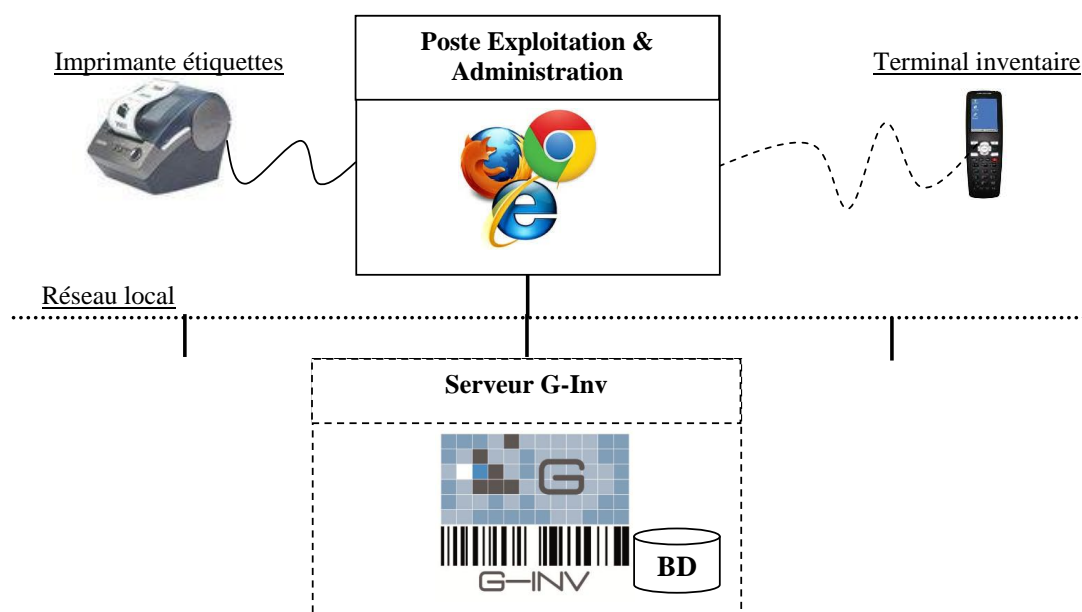 Poste Exploitation &
Administration
Imprimante étiquettes
Terminal inventaire
Réseau local
Serveur G-Inv
G
G-INV
BD